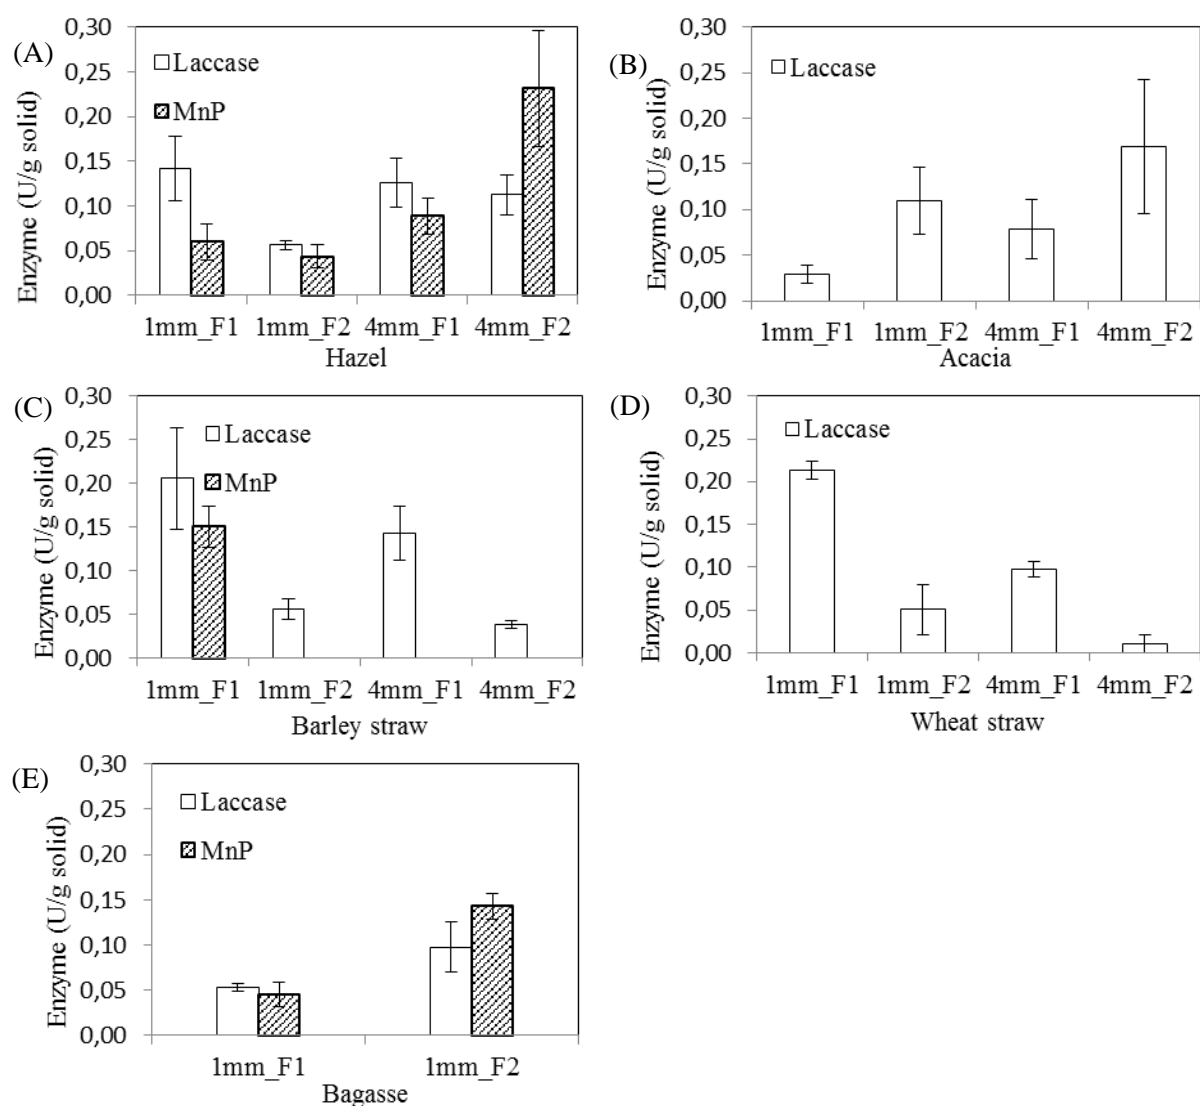 (A)
Enzyme (U/g solid)
0,30
0,25
0,20
0,15
0,10
0,05
0,00
Laccase
MnP
1mm_F1 1mm_F2 4mm_F1 4mm_F2
Hazel
(B)
Enzyme (U/g solid)
0,30
0,25
0,20
0,15
0,10
0,05
0,00
Laccase
1mm_F1 1mm_F2 4mm_F1 4mm_F2
Acacia
(C)
Enzyme (U/g solid)
0,30
0,25
0,20
0,15
0,10
0,05
0,00
Laccase
MnP
1mm_F1 1mm_F2 4mm_F1 4mm_F2
Barley straw
(D)
Enzyme (U/g solid)
0,30
0,25
0,20
0,15
0,10
0,05
0,00
Laccase
1mm_F1 1mm_F2 4mm_F1 4mm_F2
Wheat straw
(E)
Enzyme (U/g solid)
0,30
0,25
0,20
0,15
0,10
0,05
0,00
Laccase
MnP
1mm_F1 1mm_F2
Bagasse